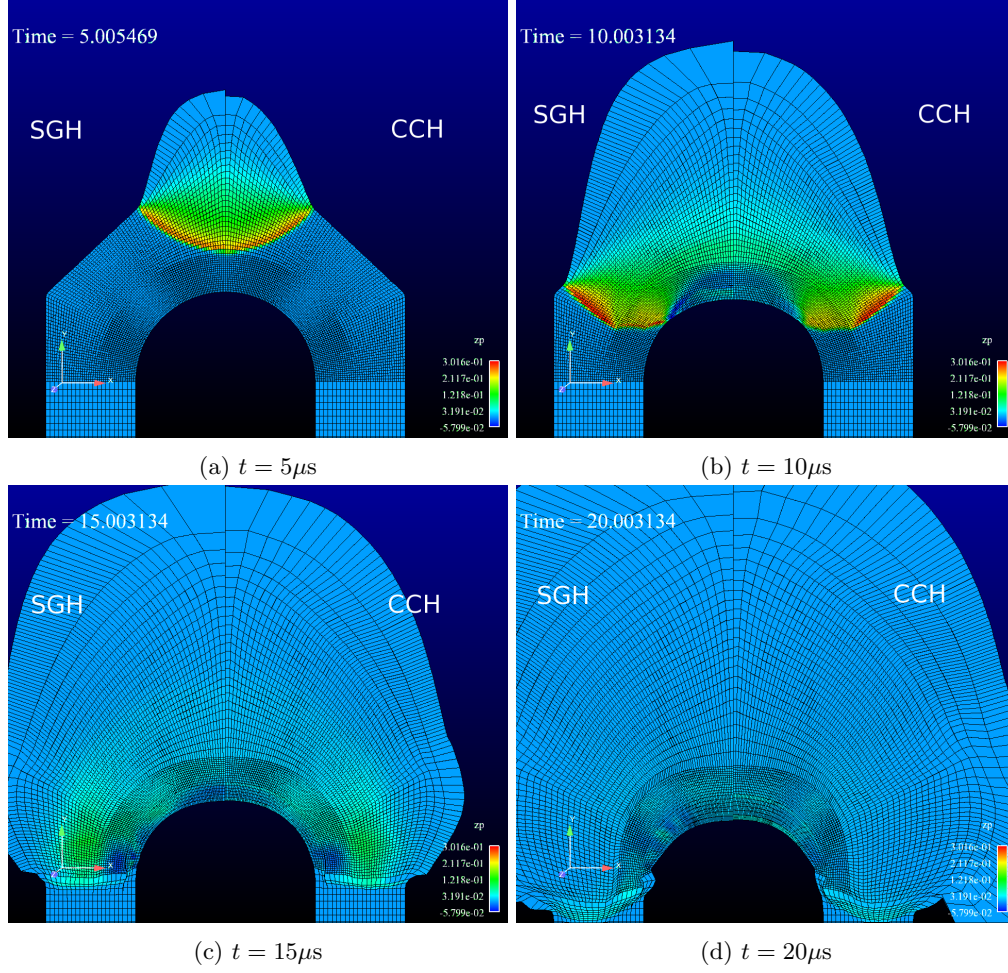 Time = 5.005469
SGH
CCH
Y
X
Z
zp
3.016e-01
2.117e-01
1.218e-01
3.191e-02
-5.799e-02
(a) t = 5μs
Time = 10.003134
SGH
CCH
Y
X
Z
zp
3.016e-01
2.117e-01
1.218e-01
3.191e-02
-5.799e-02
(b) t = 10μs
Time = 15.003134
SGH
CCH
Y
X
Z
zp
3.016e-01
2.117e-01
1.218e-01
3.191e-02
-5.799e-02
(c) t = 15μs
Time = 20.003134
SGH
CCH
Y
X
Z
zp
3.016e-01
2.117e-01
1.218e-01
3.191e-02
-5.799e-02
(d) t = 20μs